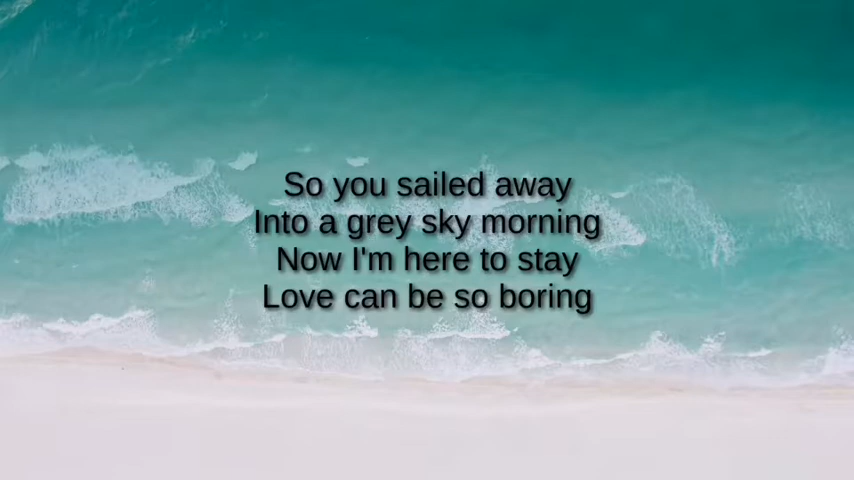 So you sailed away
Into a grey sky morning
Now I'm here to stay
Love can be so boring